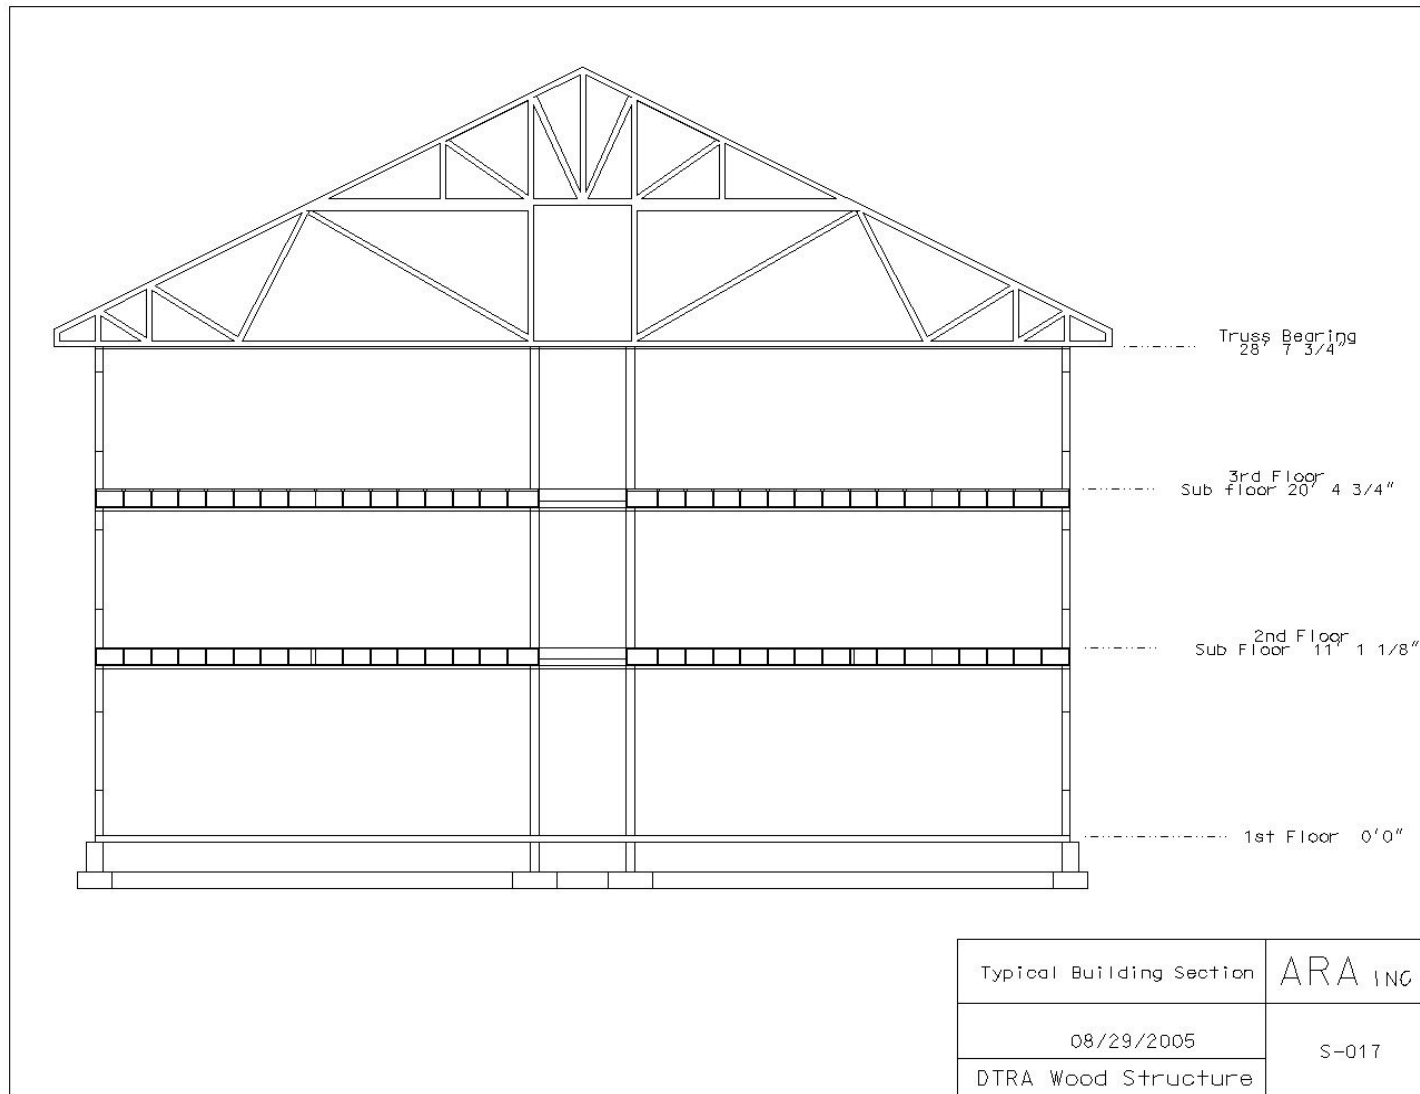 Truss Bearing
28' 7 3/4"
3rd Floor
Sub floor 20' 4 3/4"
2nd Floor
Sub Floor 11' 1 1/8"
1st Floor 0'0"
Typical Building Section
ARA INC
08/29/2005
S-017
DTRA Wood Structure